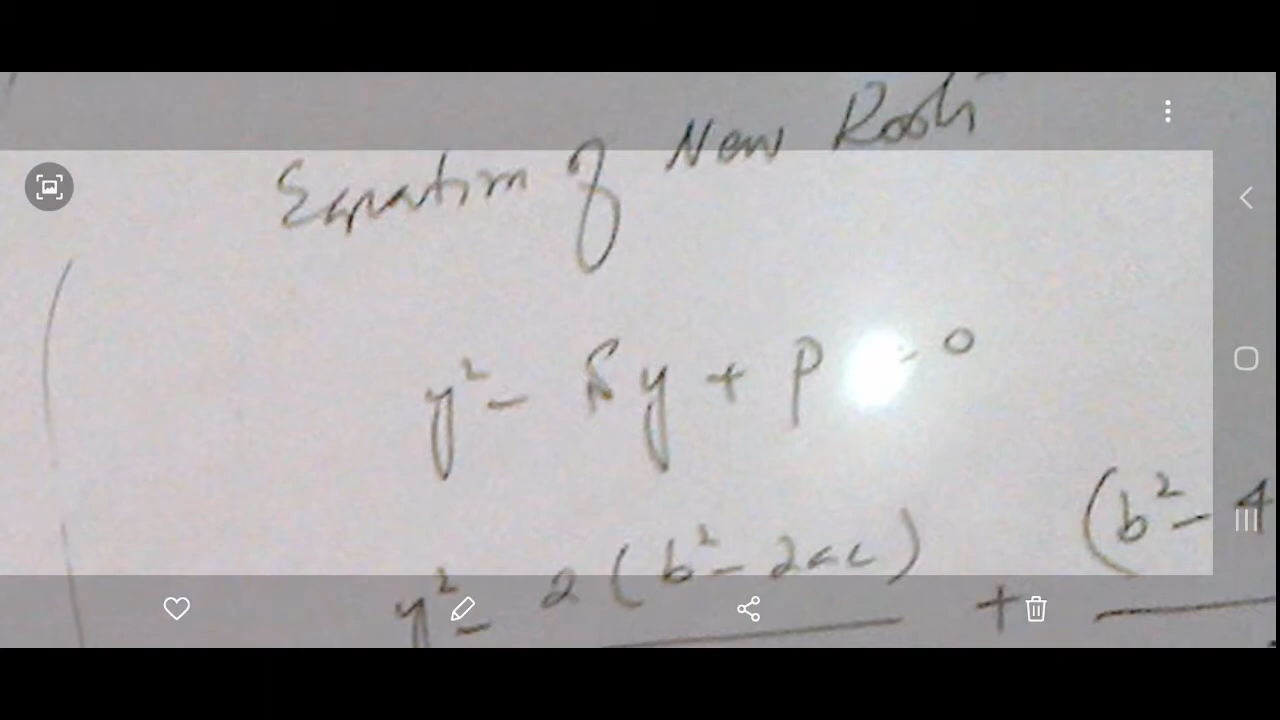 Equation of New Roots
y² - Sy + P = 0
y² - 2(b² - 2ac) + (b² - 4